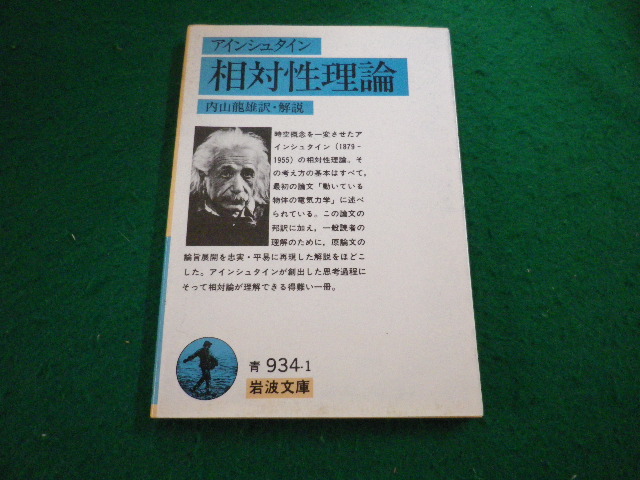 アインシュタイン
相対性理論
内山龍雄訳・解説
時空概念を一変させたア
インシュタイン(1879-
1955)の相対性理論。そ
の考え方の基本はすべて，
最初の論文「動いている
物体の電気力学」に述べ
られている。この論文の
邦訳に加え，一般読者の
理解のために，原論文の
論旨展開を忠実・平易に再現した解説をほどこ
した。アインシュタインが創出した思考過程に
そって相対論が理解できる得難い一冊。
青 934-1
岩波文庫